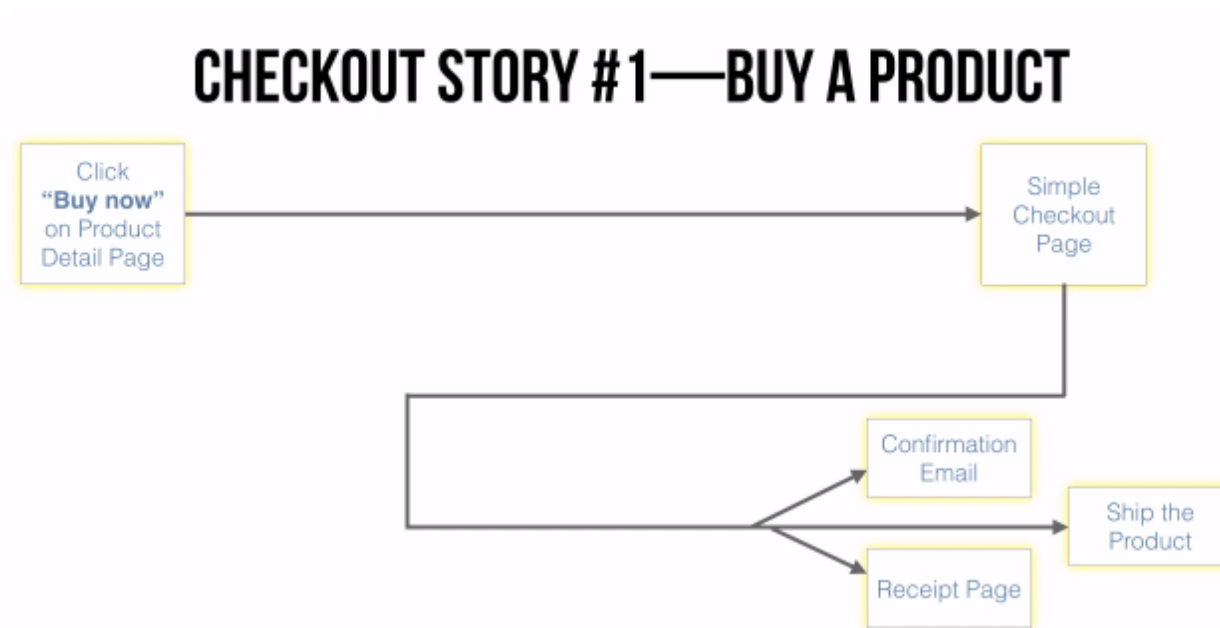 CHECKOUT STORY #1—BUY A PRODUCT
Click
“Buy now”
on Product
Detail Page
Simple
Checkout
Page
Confirmation
Email
Ship the
Product
Receipt Page